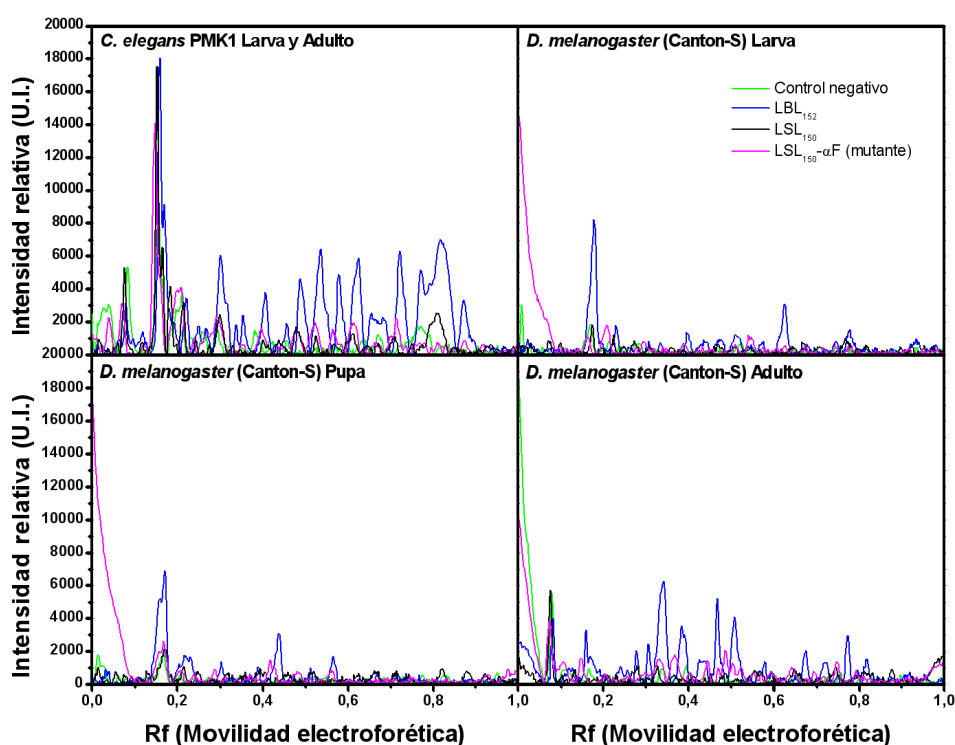 C. elegans PMK1 Larva y Adulto
D. melanogaster (Canton-S) Larva
Control negativo
LBL152
LSL150
LSL150-αF (mutante)
Intensidad relativa (U.I.)
20000
18000
16000
14000
12000
10000
8000
6000
4000
2000
20000
D. melanogaster (Canton-S) Pupa
D. melanogaster (Canton-S) Adulto
Intensidad relativa (U.I.)
18000
16000
14000
12000
10000
8000
6000
4000
2000
0
0,0 0,2 0,4 0,6 0,8 1,0 0,2 0,4 0,6 0,8 1,0
Rf (Movilidad electroforética) Rf (Movilidad electroforética)